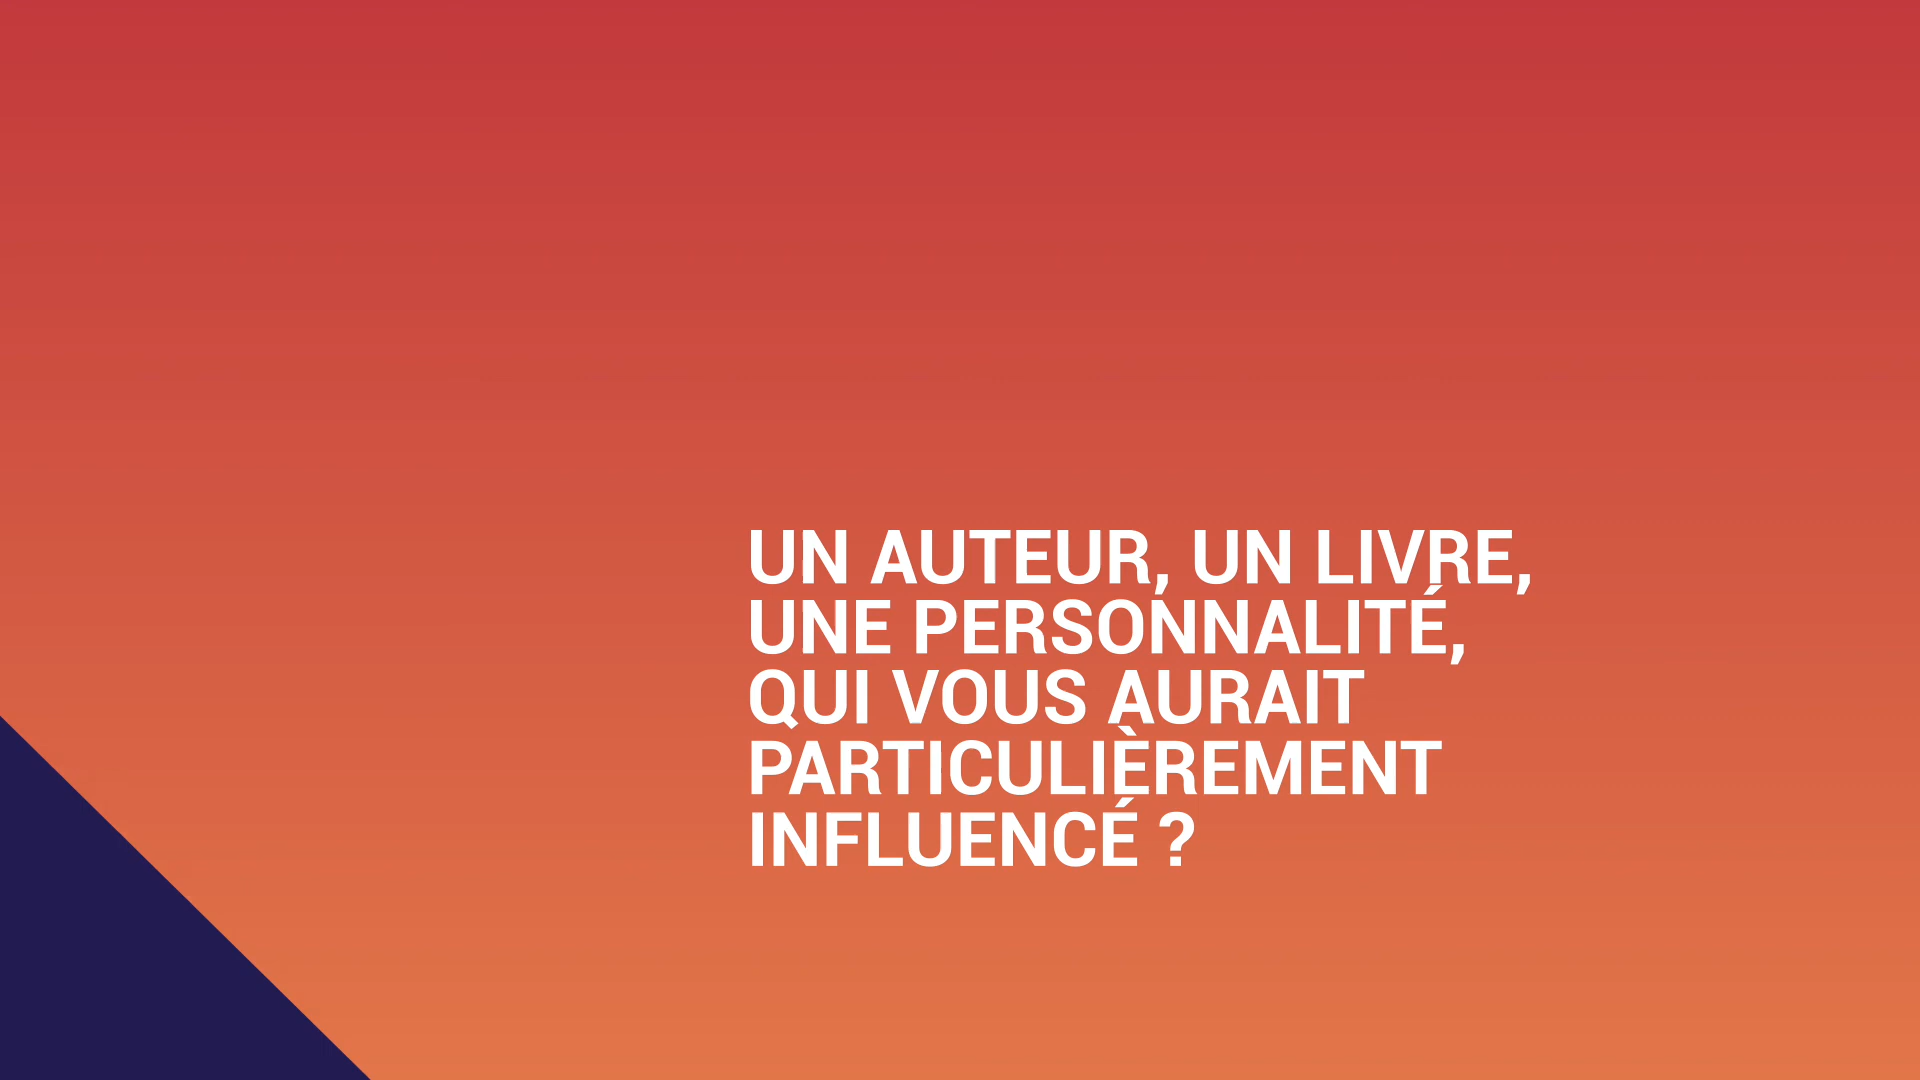 UN AUTEUR, UN LIVRE,
UNE PERSONNALITÉ,
QUI VOUS AURAIT
PARTICULIÈREMENT
INFLUENCÉ ?